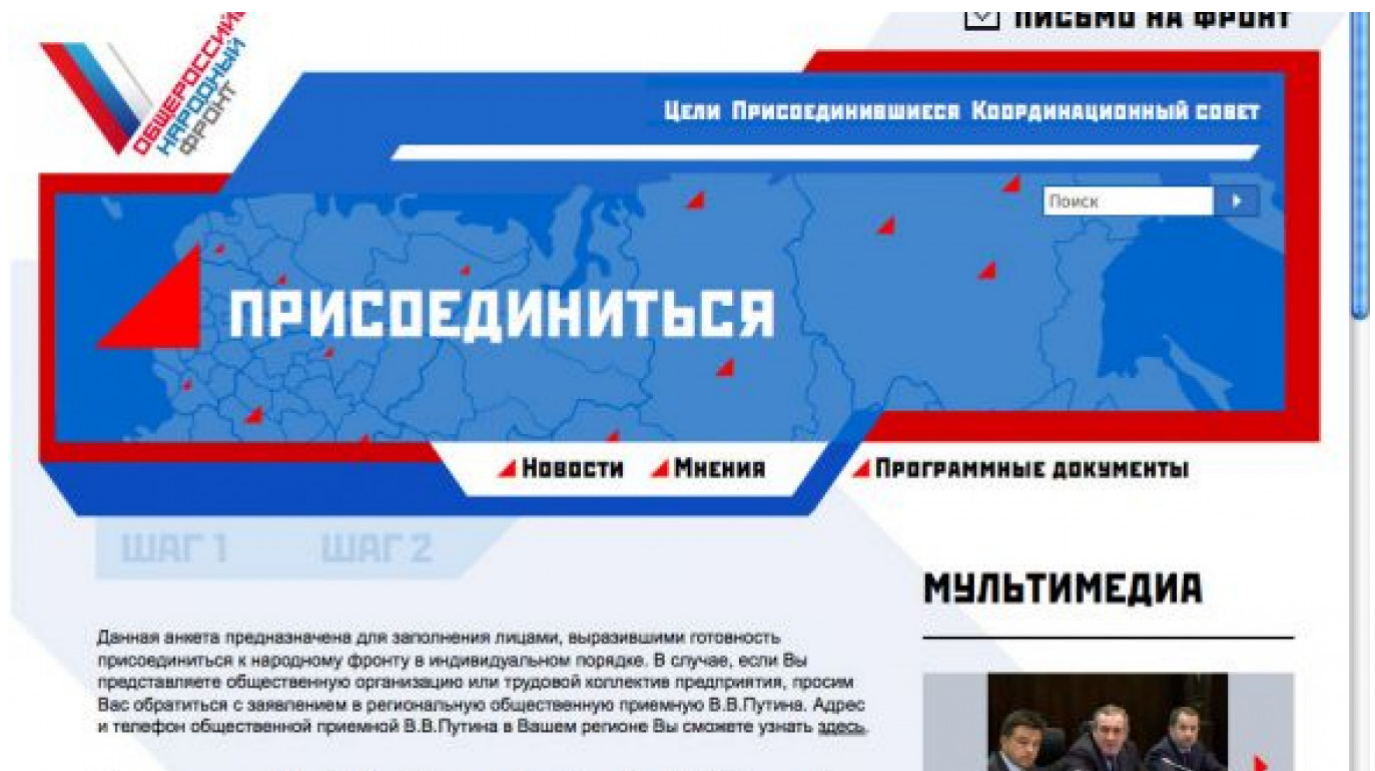 ПИСЬМО НА ФРОНТ
ОБЩЕРОССИЙ
НАРОДНЫЙ
ФРОНТ
Цели Присоединившиеся Координационный совет
Поиск
ПРИСОЕДИНИТЬСЯ
Новости Мнения Программные документы
ШАГ 1 ШАГ 2
МУЛЬТИМЕДИА
Данная анкета предназначена для заполнения лицами, выразившими готовность
присоединиться к народному фронту в индивидуальном порядке. В случае, если Вы
представляете общественную организацию или трудовой коллектив предприятия, просим
Вас обратиться с заявлением в региональную общественную приемную В.В.Путина. Адрес
и телефон общественной приемной В.В.Путина в Вашем регионе Вы сможете узнать здесь.